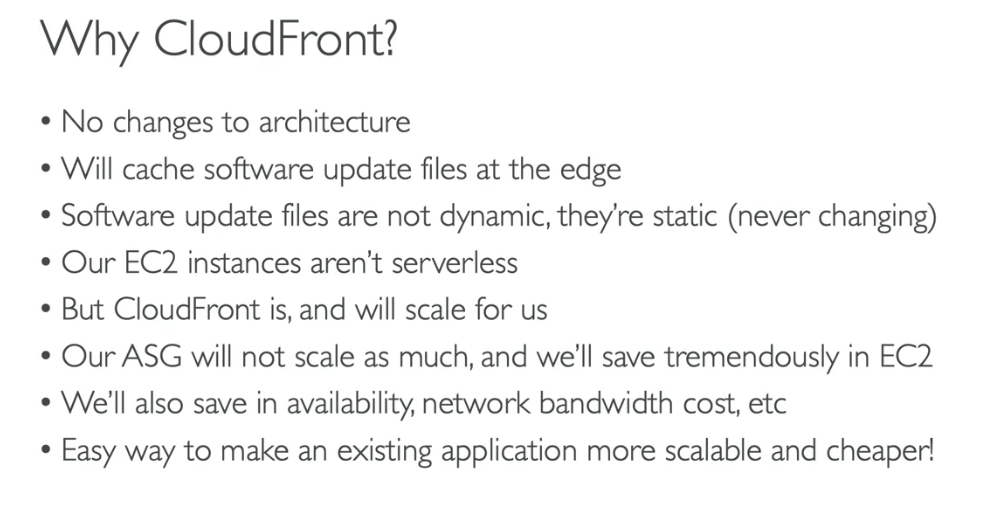 Why CloudFront?
• No changes to architecture
• Will cache software update files at the edge
• Software update files are not dynamic, they're static (never changing)
• Our EC2 instances aren't serverless
• But CloudFront is, and will scale for us
• Our ASG will not scale as much, and we'll save tremendously in EC2
• We'll also save in availability, network bandwidth cost, etc
• Easy way to make an existing application more scalable and cheaper!